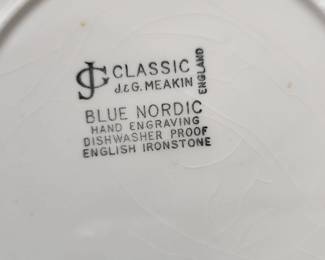 CLASSIC
J.&G. MEAKIN
ENGLAND
BLUE NORDIC
HAND ENGRAVING
DISHWASHER PROOF
ENGLISH IRONSTONE